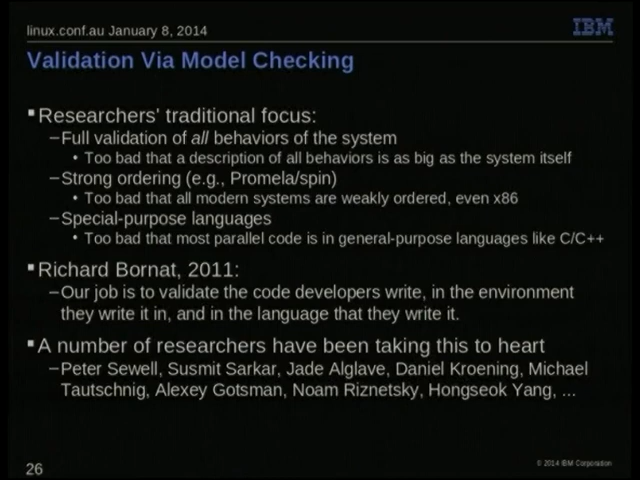 linux.conf.au January 8, 2014
IBM
Validation Via Model Checking
▪Researchers' traditional focus:
–Full validation of all behaviors of the system
• Too bad that a description of all behaviors is as big as the system itself
–Strong ordering (e.g., Promela/spin)
• Too bad that all modern systems are weakly ordered, even x86
–Special-purpose languages
• Too bad that most parallel code is in general-purpose languages like C/C++
▪Richard Bornat, 2011:
–Our job is to validate the code developers write, in the environment
they write it in, and in the language that they write it.
▪A number of researchers have been taking this to heart
–Peter Sewell, Susmit Sarkar, Jade Alglave, Daniel Kroening, Michael
Tautschnig, Alexey Gotsman, Noam Riznetsky, Hongseok Yang, ...
26
© 2014 IBM Corporation